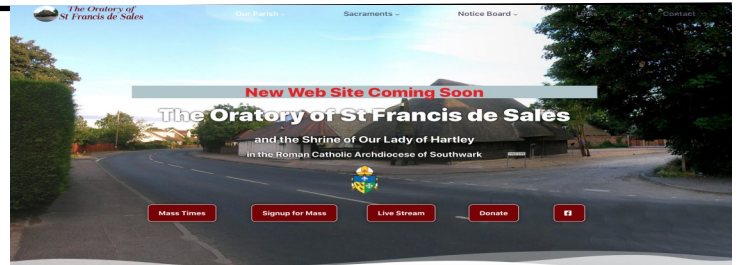 The Oratory of
St Francis de Sales
Our Parish
Sacraments
Notice Board
Links
Contact
New Web Site Coming Soon
The Oratory of St Francis de Sales
and the Shrine of Our Lady of Hartley
in the Roman Catholic Archdiocese of Southwark
Mass Times
Signup for Mass
Live Stream
Donate